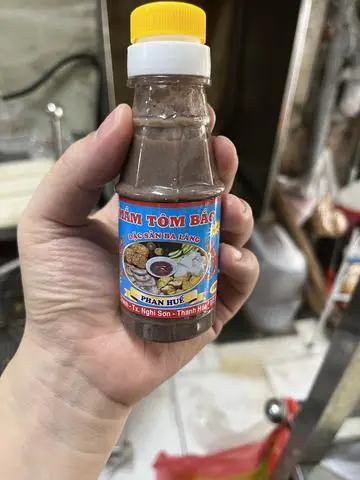 MẮM TÔM BẮC
ĐẶC SẢN BA LÀNG
PHAN HUẾ
Tx. Nghi Sơn - Thanh Hóa